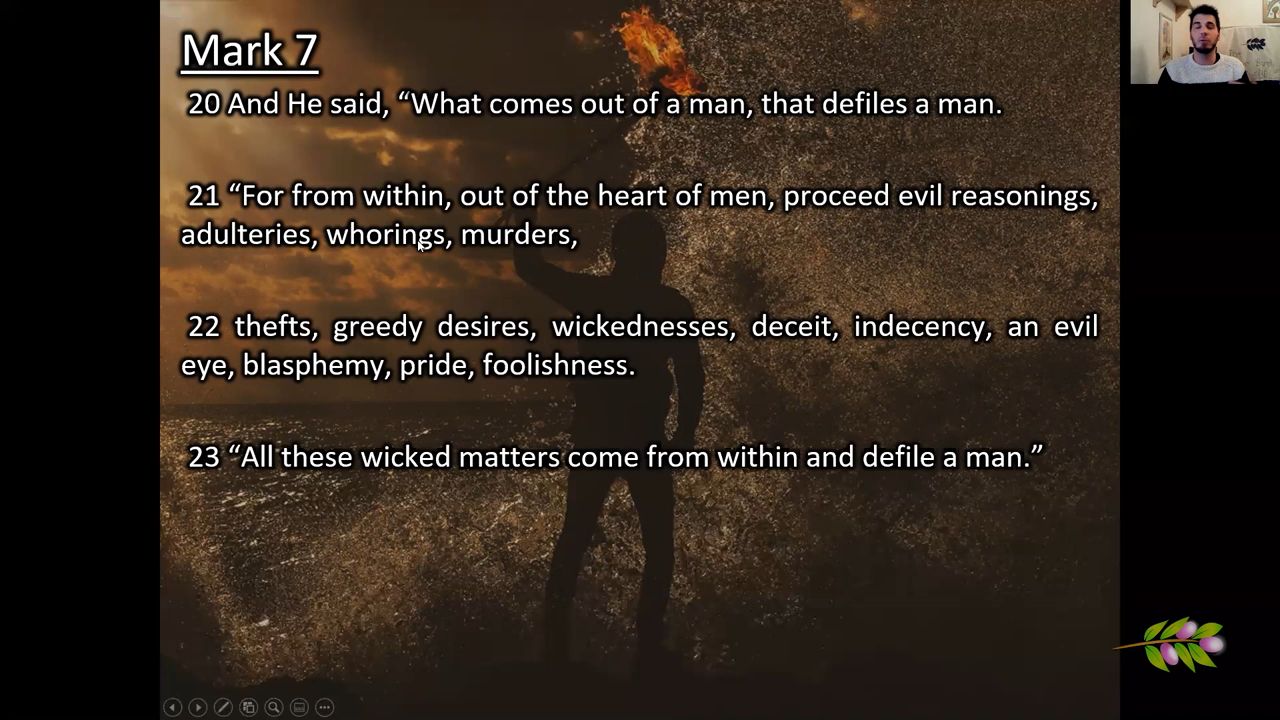 Mark 7
20 And He said, “What comes out of a man, that defiles a man.
21 “For from within, out of the heart of men, proceed evil reasonings,
adulteries, whorings, murders,
22 thefts, greedy desires, wickednesses, deceit, indecency, an evil
eye, blasphemy, pride, foolishness.
23 “All these wicked matters come from within and defile a man.”